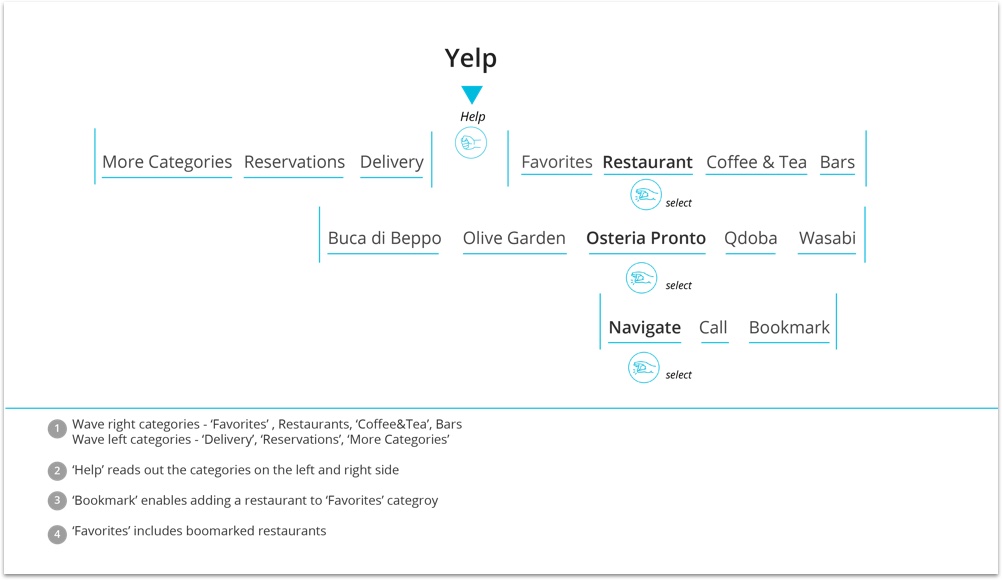 Yelp
Help
More Categories Reservations Delivery Favorites Restaurant Coffee & Tea Bars
select
Buca di Beppo Olive Garden Osteria Pronto Qdoba Wasabi
select
Navigate Call Bookmark
select
1 Wave right categories - ‘Favorites’ , Restaurants, ‘Coffee&Tea’, Bars
Wave left categories - ‘Delivery’, ‘Reservations’, ‘More Categories’
2 ‘Help’ reads out the categories on the left and right side
3 ‘Bookmark’ enables adding a restaurant to ‘Favorites’ categroy
4 ‘Favorites’ includes boomarked restaurants